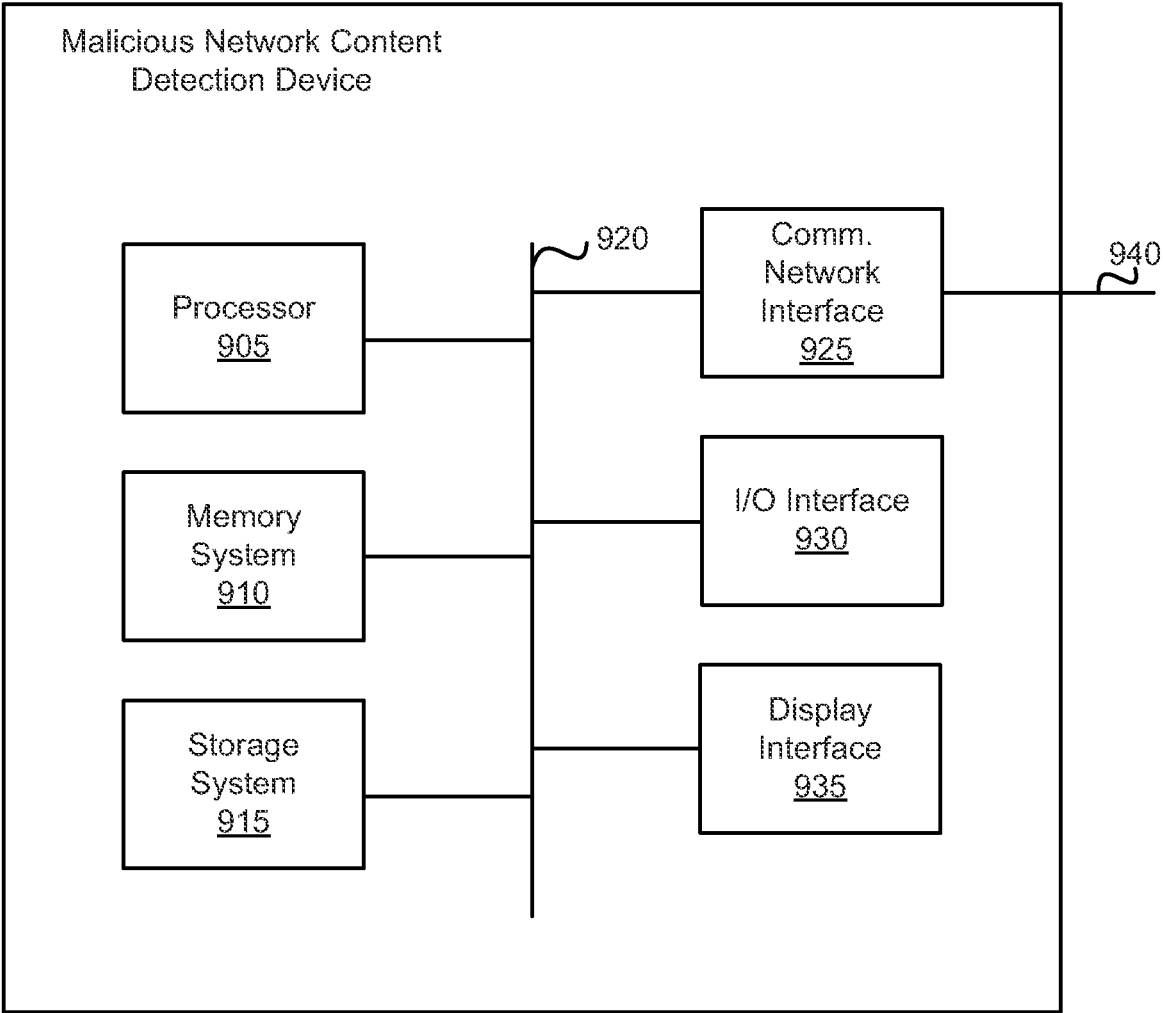 Malicious Network Content
Detection Device
920
940
Processor
905
Comm.
Network
Interface
925
Memory
System
910
I/O Interface
930
Storage
System
915
Display
Interface
935